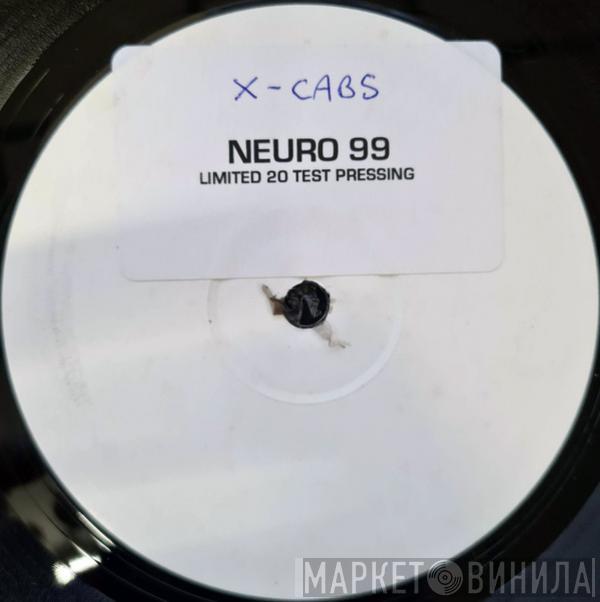 X-CABS
NEURO 99
LIMITED 20 TEST PRESSING
МАРКЕТ ВИНИЛА